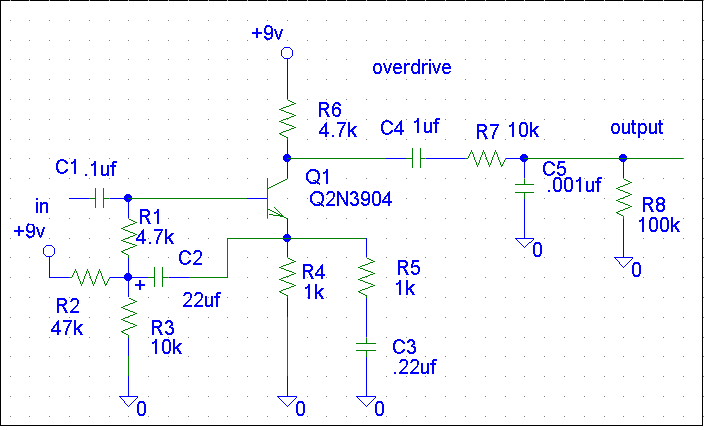 +9v
overdrive
R6
4.7k
C4 1uf
R7 10k
output
C1 .1uf
Q1
Q2N3904
C5
.001uf
in
R1
4.7k
R8
100k
+9v
C2
0
0
R4
1k
R5
1k
+
22uf
R2
47k
R3
10k
C3
.22uf
0
0
0